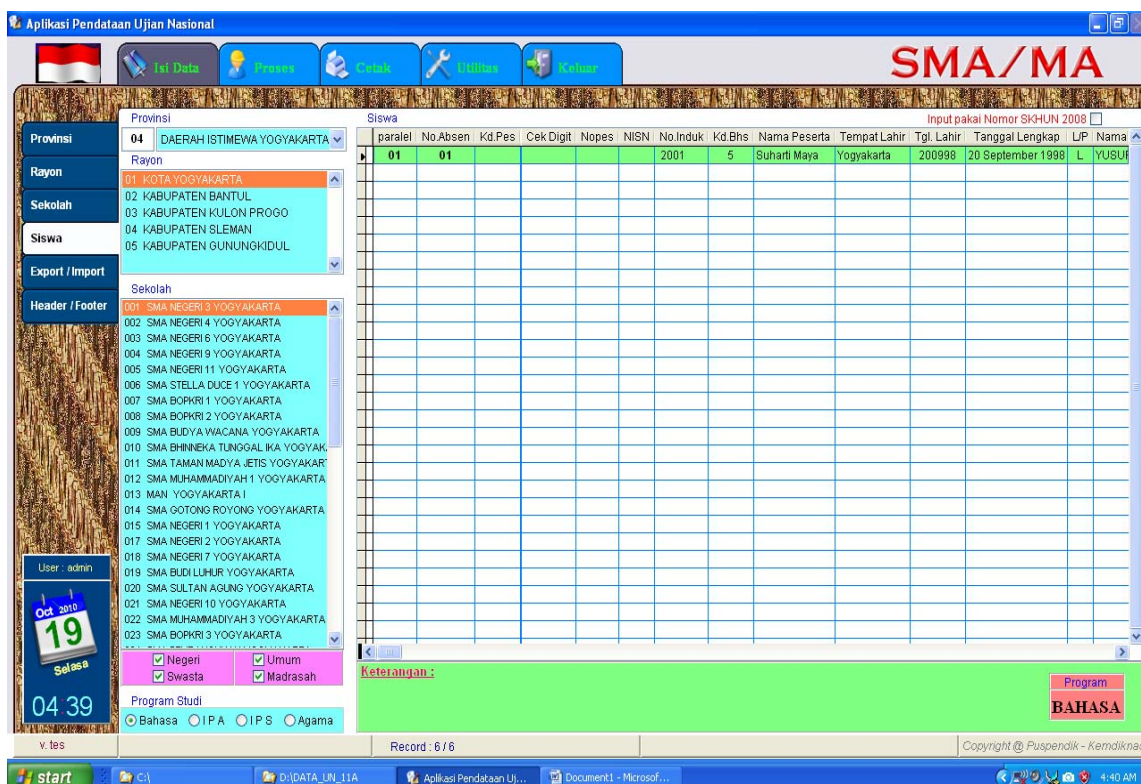 Aplikasi Pendataan Ujian Nasional
Isi Data
Proses
Cetak
Utilitas
Keluar
SMA/MA
Provinsi
Rayon
Sekolah
Siswa
Export / Import
Header / Footer
User : admin
Oct 2010
19
Selasa
04:39
Provinsi
04 DAERAH ISTIMEWA YOGYAKARTA
Rayon
01 KOTA YOGYAKARTA
02 KABUPATEN BANTUL
03 KABUPATEN KULON PROGO
04 KABUPATEN SLEMAN
05 KABUPATEN GUNUNGKIDUL
Sekolah
001 SMA NEGERI 3 YOGYAKARTA
002 SMA NEGERI 4 YOGYAKARTA
003 SMA NEGERI 6 YOGYAKARTA
004 SMA NEGERI 9 YOGYAKARTA
005 SMA NEGERI 11 YOGYAKARTA
006 SMA STELLA DUCE 1 YOGYAKARTA
007 SMA BOPKRI 1 YOGYAKARTA
008 SMA BOPKRI 2 YOGYAKARTA
009 SMA BUDYA WACANA YOGYAKARTA
010 SMA BHINNEKA TUNGGAL IKA YOGYAK
011 SMA TAMAN MADYA JETIS YOGYAKAR
012 SMA MUHAMMADIYAH 1 YOGYAKARTA
013 MAN YOGYAKARTA I
014 SMA GOTONG ROYONG YOGYAKARTA
015 SMA NEGERI 1 YOGYAKARTA
017 SMA NEGERI 2 YOGYAKARTA
018 SMA NEGERI 7 YOGYAKARTA
019 SMA BUDI LUHUR YOGYAKARTA
020 SMA SULTAN AGUNG YOGYAKARTA
021 SMA NEGERI 10 YOGYAKARTA
022 SMA MUHAMMADIYAH 3 YOGYAKARTA
023 SMA BOPKRI 3 YOGYAKARTA
Negeri Umum
Swasta Madrasah
Program Studi
Bahasa I P A I P S Agama
Siswa
Input pakai Nomor SKHUN 2008
paralel No.Absen Kd.Pes Cek Digit Nopes NISN No.Induk Kd.Bhs Nama Peserta Tempat Lahir Tgl. Lahir Tanggal Lengkap L/P Nama
01 01 2001 5 Suharti Maya Yogyakarta 200998 20 September 1998 L YUSUF
Keterangan :
Program
BAHASA
v. tes
Record : 6 / 6
Copyright @ Puspendik - Kemdiknas
start
C:\
D:\DATA_UN_11A
Aplikasi Pendataan Uj...
Document1 - Microsof...
4:40 AM